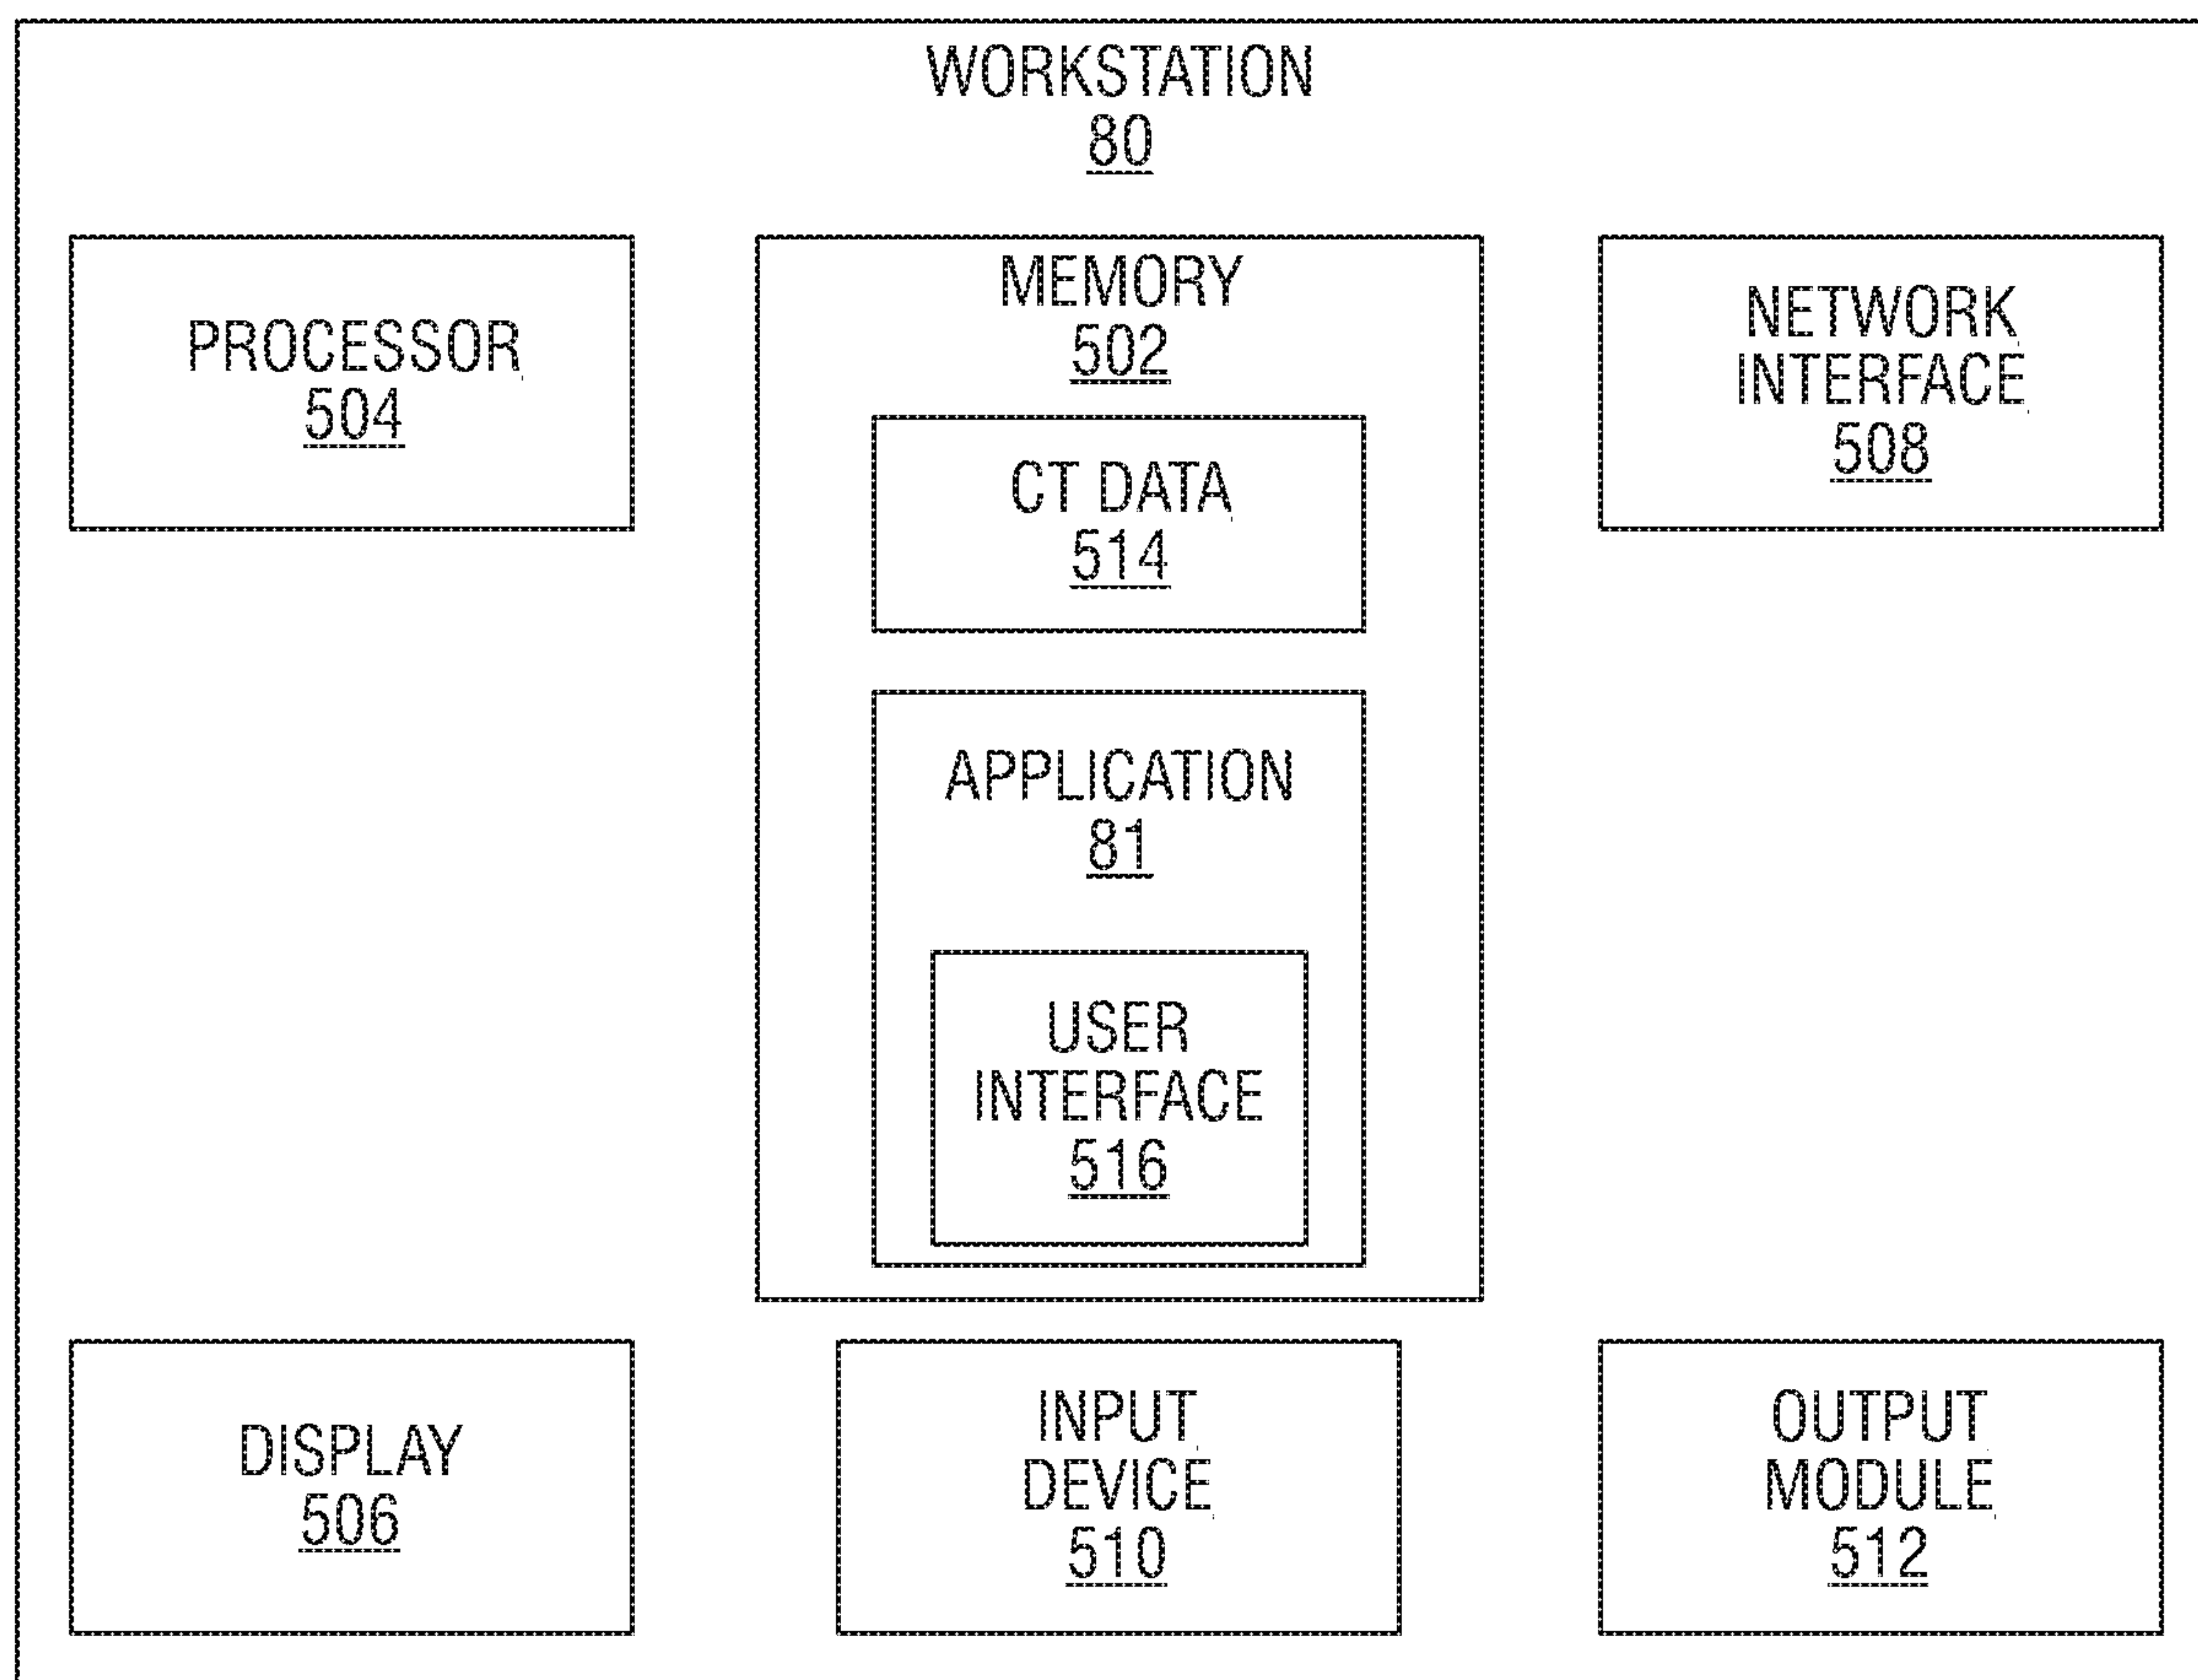 WORKSTATION
80
PROCESSOR
504
MEMORY
502
CT DATA
514
APPLICATION
81
USER
INTERFACE
516
NETWORK
INTERFACE
508
DISPLAY
506
INPUT
DEVICE
510
OUTPUT
MODULE
512